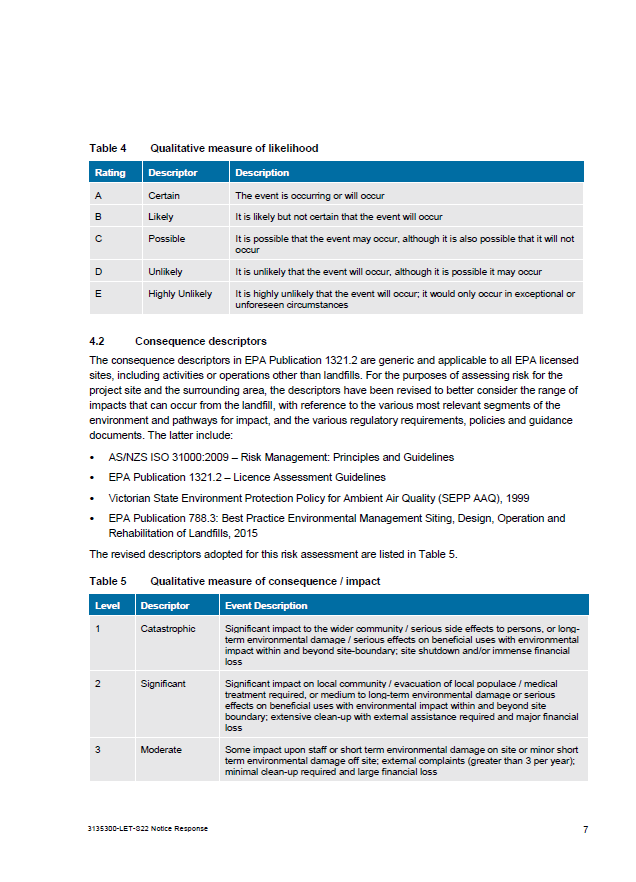 Table 4 Qualitative measure of likelihood
Rating Descriptor Description
A Certain The event is occurring or will occur
B Likely It is likely but not certain that the event will occur
C Possible It is possible that the event may occur, although it is also possible that it will not
occur
D Unlikely It is unlikely that the event will occur, although it is possible it may occur
E Highly Unlikely It is highly unlikely that the event will occur; it would only occur in exceptional or
unforeseen circumstances
4.2 Consequence descriptors
The consequence descriptors in EPA Publication 1321.2 are generic and applicable to all EPA licensed
sites, including activities or operations other than landfills. For the purposes of assessing risk for the
project site and the surrounding area, the descriptors have been revised to better consider the range of
impacts that can occur from the landfill, with reference to the various most relevant segments of the
environment and pathways for impact, and the various regulatory requirements, policies and guidance
documents. The latter include:
• AS/NZS ISO 31000:2009 – Risk Management: Principles and Guidelines
• EPA Publication 1321.2 – Licence Assessment Guidelines
• Victorian State Environment Protection Policy for Ambient Air Quality (SEPP AAQ), 1999
• EPA Publication 788.3: Best Practice Environmental Management Siting, Design, Operation and
Rehabilitation of Landfills, 2015
The revised descriptors adopted for this risk assessment are listed in Table 5.
Table 5 Qualitative measure of consequence / impact
Level Descriptor Event Description
1 Catastrophic Significant impact to the wider community / serious side effects to persons, or long-
term environmental damage / serious effects on beneficial uses with environmental
impact within and beyond site-boundary; site shutdown and/or immense financial
loss
2 Significant Significant impact on local community / evacuation of local populace / medical
treatment required, or medium to long-term environmental damage or serious
effects on beneficial uses with environmental impact within and beyond site
boundary; extensive clean-up with external assistance required and major financial
loss
3 Moderate Some impact upon staff or short term environmental damage on site or minor short
term environmental damage off site; external complaints (greater than 3 per year);
minimal clean-up required and large financial loss
3135300-LET-S22 Notice Response 7